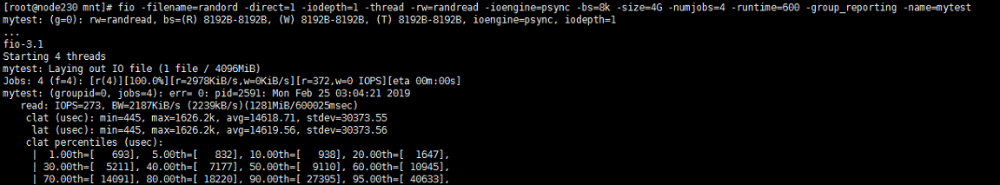 [root@node230 mnt]# fio -filename=randord -direct=1 -iodepth=1 -thread -rw=randread -ioengine=psync -bs=8k -size=4G -numjobs=4 -runtime=600 -group_reporting -name=mytest
mytest: (g=0): rw=randread, bs=(R) 8192B-8192B, (W) 8192B-8192B, (T) 8192B-8192B, ioengine=psync, iodepth=1
...
fio-3.1
Starting 4 threads
mytest: Laying out IO file (1 file / 4096MiB)
Jobs: 4 (f=4): [r(4)][100.0%][r=2978KiB/s,w=0KiB/s][r=372,w=0 IOPS][eta 00m:00s]
mytest: (groupid=0, jobs=4): err= 0: pid=2591: Mon Feb 25 03:04:21 2019
read: IOPS=273, BW=2187KiB/s (2239kB/s)(1281MiB/600025msec)
clat (usec): min=445, max=1626.2k, avg=14618.71, stdev=30373.55
lat (usec): min=445, max=1626.2k, avg=14619.56, stdev=30373.56
clat percentiles (usec):
| 1.00th=[ 693], 5.00th=[ 832], 10.00th=[ 938], 20.00th=[ 1647],
| 30.00th=[ 5211], 40.00th=[ 7177], 50.00th=[ 9110], 60.00th=[ 10945],
| 70.00th=[ 14091], 80.00th=[ 18220], 90.00th=[ 27395], 95.00th=[ 40633],